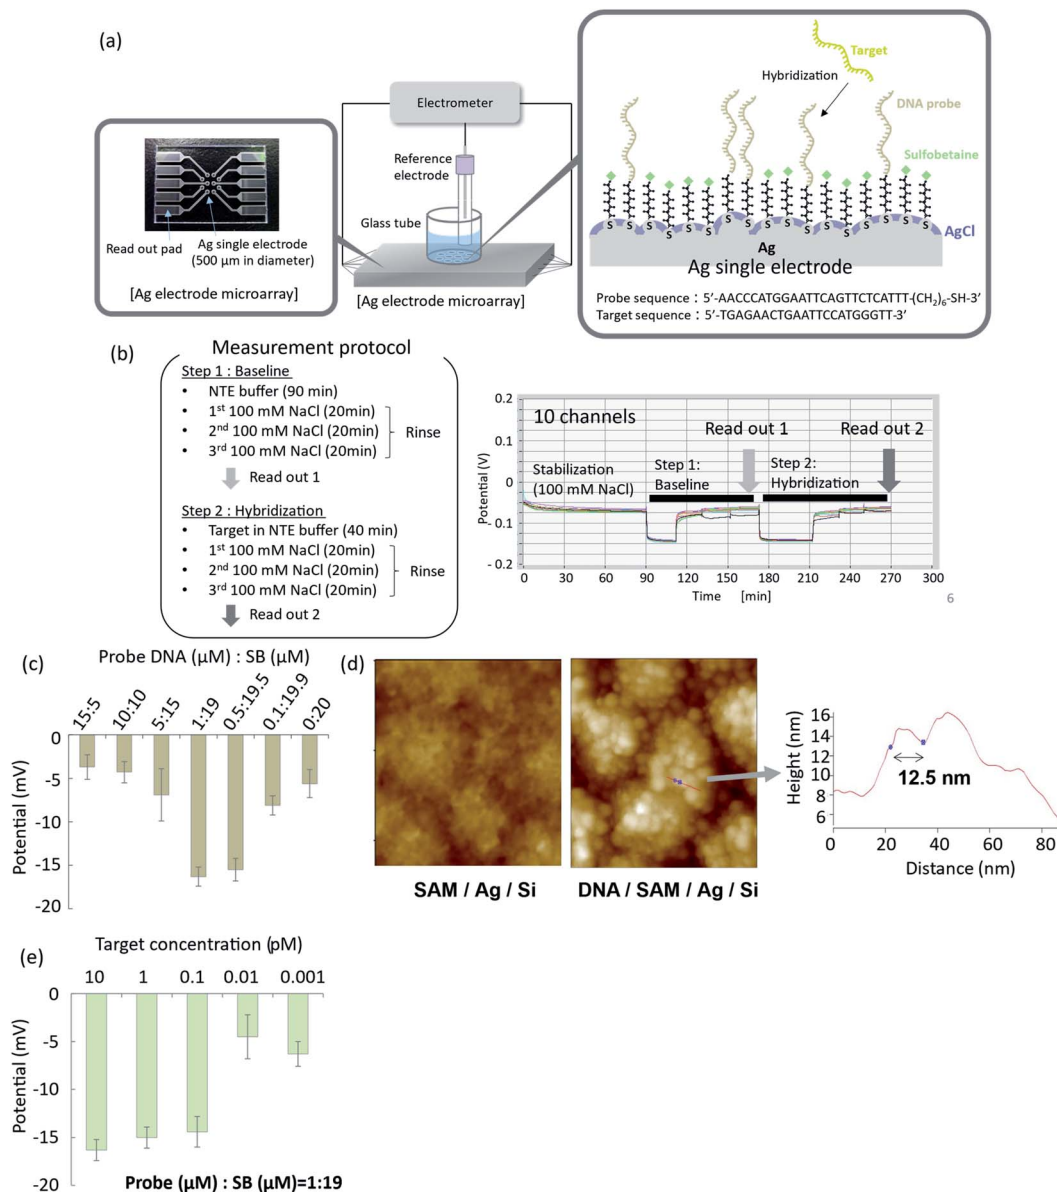 (a)
Electrometer
Reference
electrode
Glass tube
Read out pad
Ag single electrode
(500 μm in diameter)
[Ag electrode microarray]
[Ag electrode microarray]
Target
Hybridization
DNA probe
Sulfobetaine
S S S S S S S S S S S S S S
AgCl
Ag
Ag single electrode
Probe sequence : 5'-AACCCATGGAATTCAGTTCTCATTT-(CH2)6-SH-3'
Target sequence : 5'-TGAGAACTGAATTCCATGGGTT-3'
(b)
Measurement protocol
Step 1 : Baseline
• NTE buffer (90 min)
• 1st 100 mM NaCl (20min)
• 2nd 100 mM NaCl (20min)
• 3rd 100 mM NaCl (20min)
Rinse
Read out 1
Step 2 : Hybridization
• Target in NTE buffer (40 min)
• 1st 100 mM NaCl (20min)
• 2nd 100 mM NaCl (20min)
• 3rd 100 mM NaCl (20min)
Rinse
Read out 2
10 channels
Read out 1
Read out 2
Stabilization
(100 mM NaCl)
Step 1:
Baseline
Step 2:
Hybridization
Potential (V)
0.2
0.1
0
- 0.1
- 0.2
0 30 60 90 120 150 180 210 240 270 300
Time [min]
6
(c)
Probe DNA (μM) : SB (μM)
15:5 10:10 5:15 1:19 0.5:19.5 0.1:19.9 0:20
Potential (mV)
0
-5
-10
-15
-20
(d)
SAM / Ag / Si
DNA / SAM / Ag / Si
Height (nm)
16
14
12
10
8
6
12.5 nm
0 20 40 60 80
Distance (nm)
(e)
Target concentration (pM)
10 1 0.1 0.01 0.001
Potential (mV)
0
-5
-10
-15
-20
Probe (μM) : SB (μM)=1:19